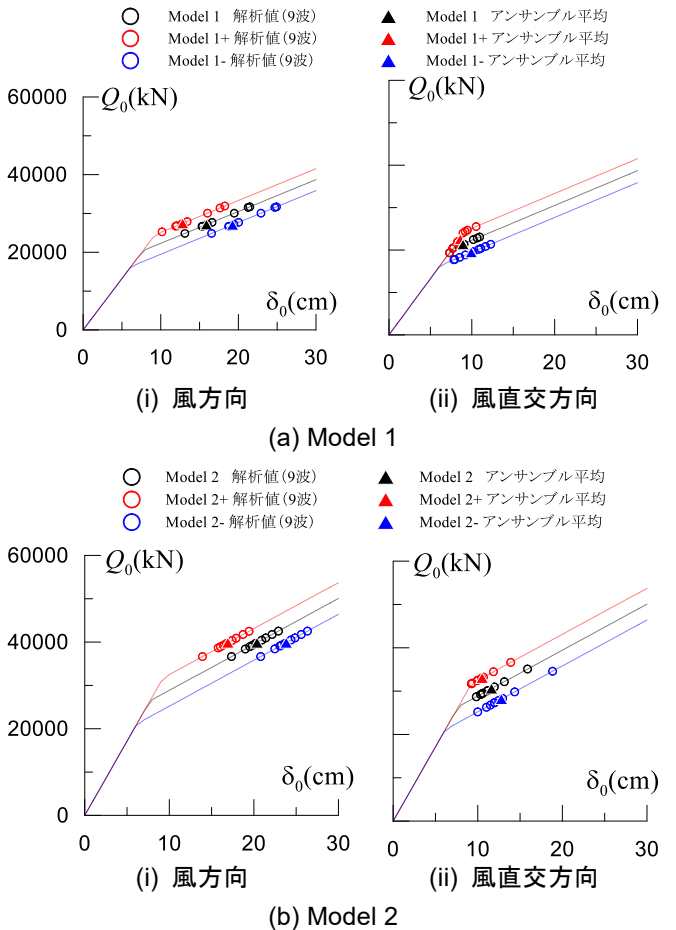 Model 1 解析値(9波)
Model 1+ 解析値(9波)
Model 1- 解析値(9波)
Model 1 アンサンブル平均
Model 1+ アンサンブル平均
Model 1- アンサンブル平均
Q0(kN)
60000
40000
20000
0
δ0(cm)
0 10 20 30
(i) 風方向
Q0(kN)
δ0(cm)
0 10 20 30
(ii) 風直交方向
(a) Model 1
Model 2 解析値(9波)
Model 2+ 解析値(9波)
Model 2- 解析値(9波)
Model 2 アンサンブル平均
Model 2+ アンサンブル平均
Model 2- アンサンブル平均
Q0(kN)
60000
40000
20000
0
δ0(cm)
0 10 20 30
(i) 風方向
Q0(kN)
δ0(cm)
0 10 20 30
(ii) 風直交方向
(b) Model 2